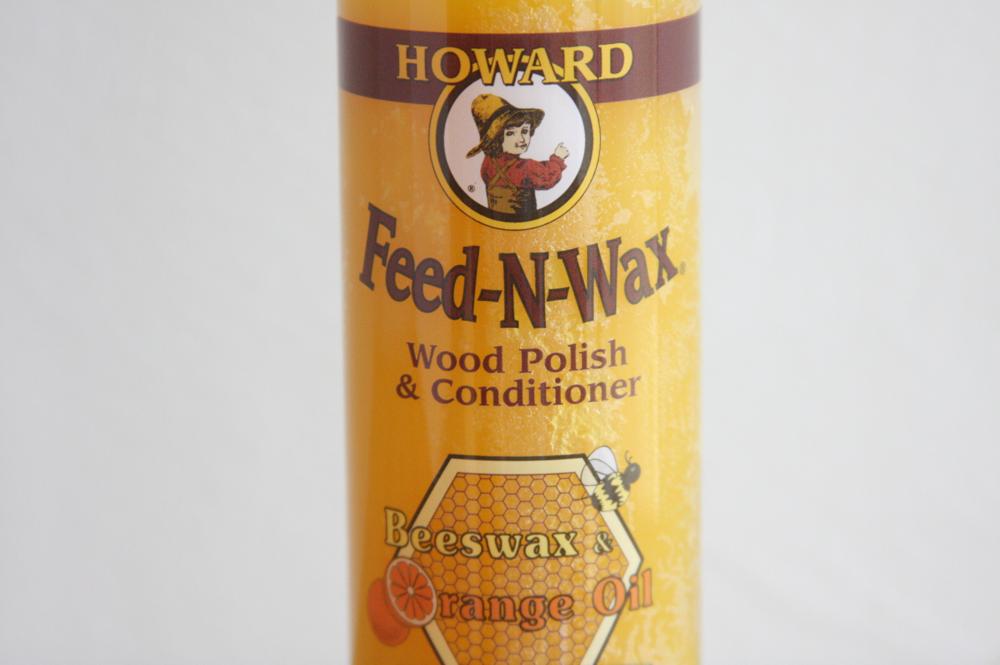 HOWARD
®
Feed-N-Wax®
Wood Polish
& Conditioner
Beeswax &
Orange Oil